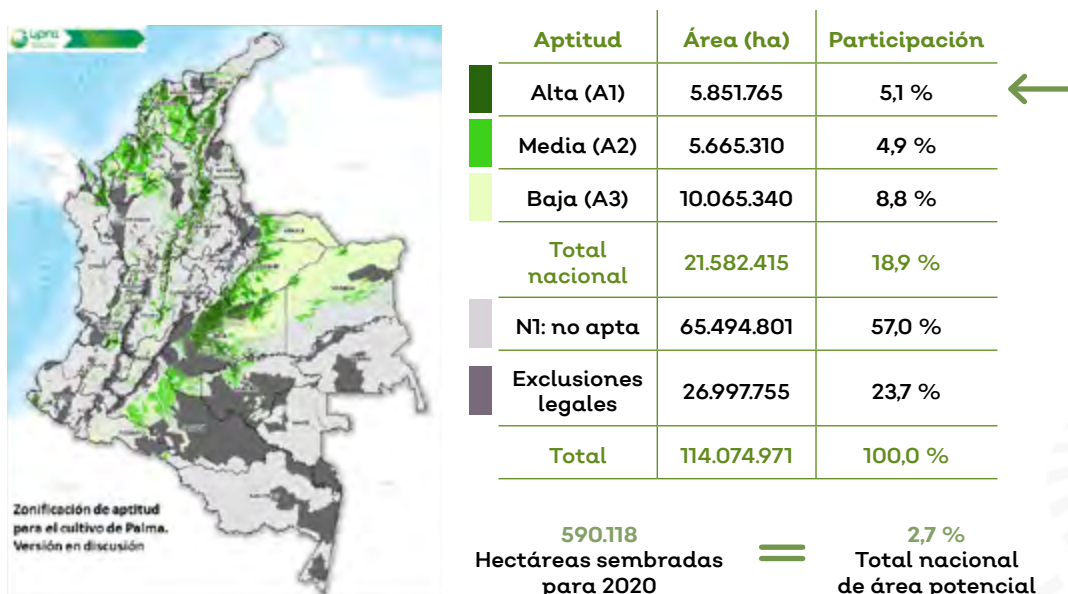 upra
Zonificación de aptitud
para el cultivo de Palma.
Versión en discusión
Aptitud Área (ha) Participación
Alta (A1) 5.851.765 5,1 %
Media (A2) 5.665.310 4,9 %
Baja (A3) 10.065.340 8,8 %
Total
nacional 21.582.415 18,9 %
N1: no apta 65.494.801 57,0 %
Exclusiones
legales 26.997.755 23,7 %
Total 114.074.971 100,0 %
590.118
Hectáreas sembradas
para 2020
=
2,7 %
Total nacional
de área potencial